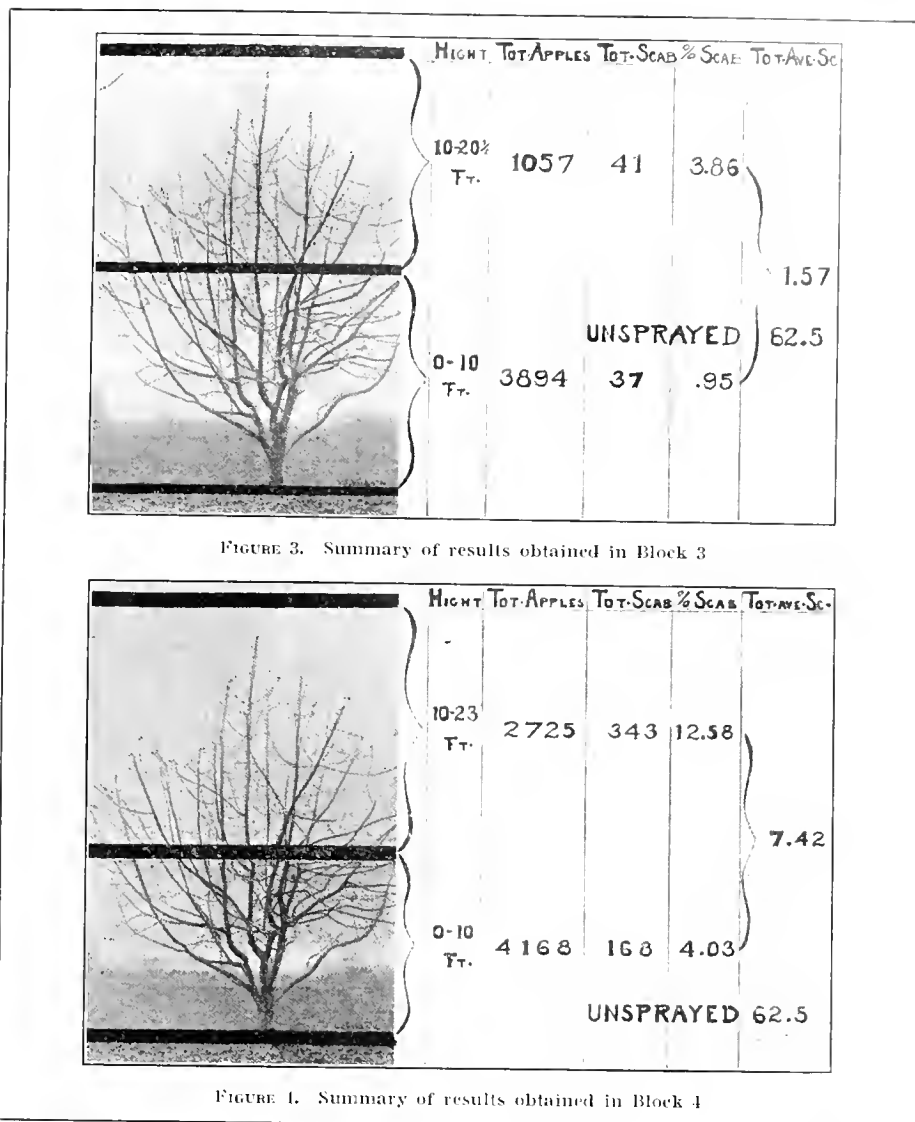 HIGHT TOT·APPLES TOT·SCAB % SCAB TOT·AVE·SC
10-20½ FT. 1057 41 3.86
1.57
UNSPRAYED 62.5
0-10 FT. 3894 37 .95
FIGURE 3. Summary of results obtained in Block 3
HIGHT TOT·APPLES TOT·SCAB % SCAB TOT·AVE·SC·
10-23 FT. 2725 343 12.58
7.42
0-10 FT. 4168 168 4.03
UNSPRAYED 62.5
FIGURE 4. Summary of results obtained in Block 4